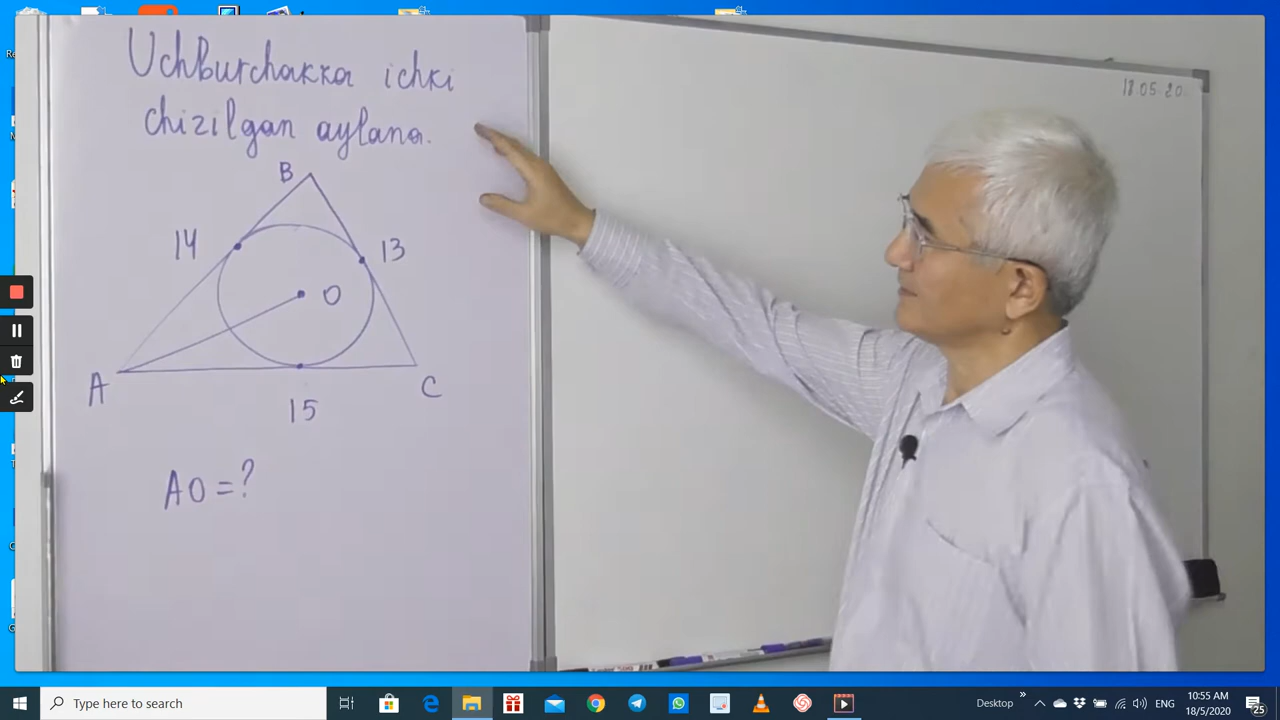 Uchburchakka ichki
chizilgan aylana.
B
14
13
O
A
C
15
AO = ?
18.05.20
Type here to search
Desktop
ENG
10:55 AM
18/5/2020
25